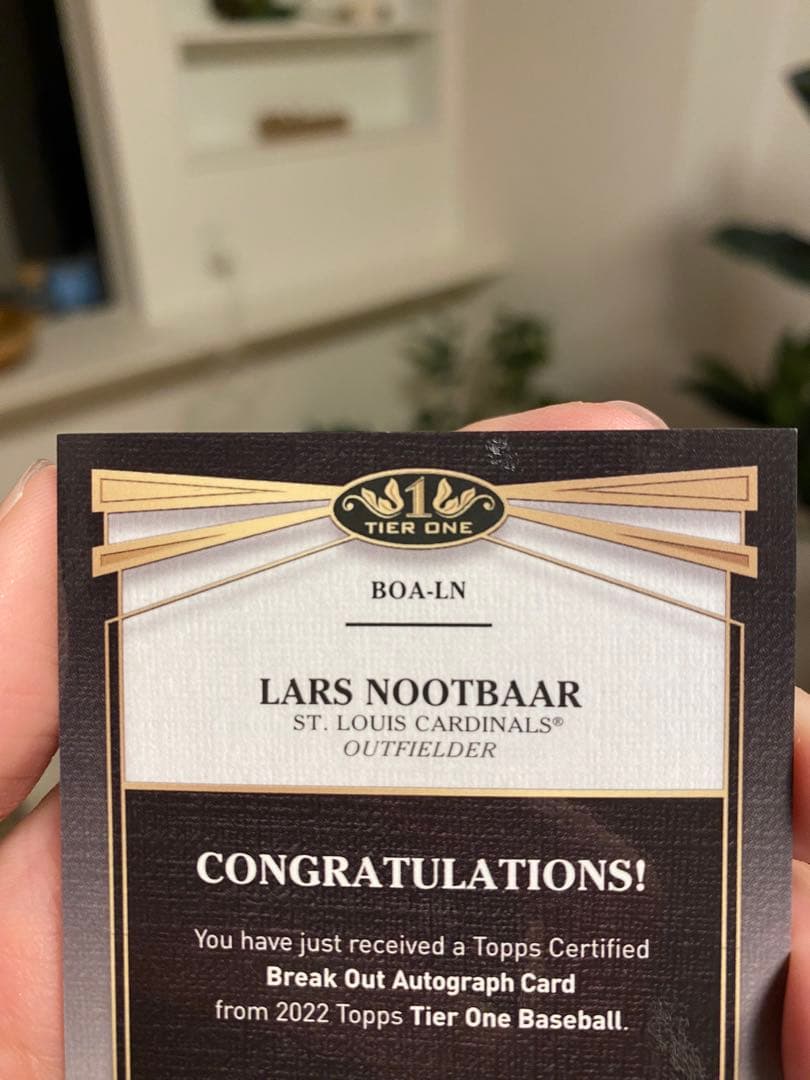 1
TIER ONE
BOA-LN
LARS NOOTBAAR
ST. LOUIS CARDINALS®
OUTFIELDER
CONGRATULATIONS!
You have just received a Topps Certified
Break Out Autograph Card
from 2022 Topps Tier One Baseball.